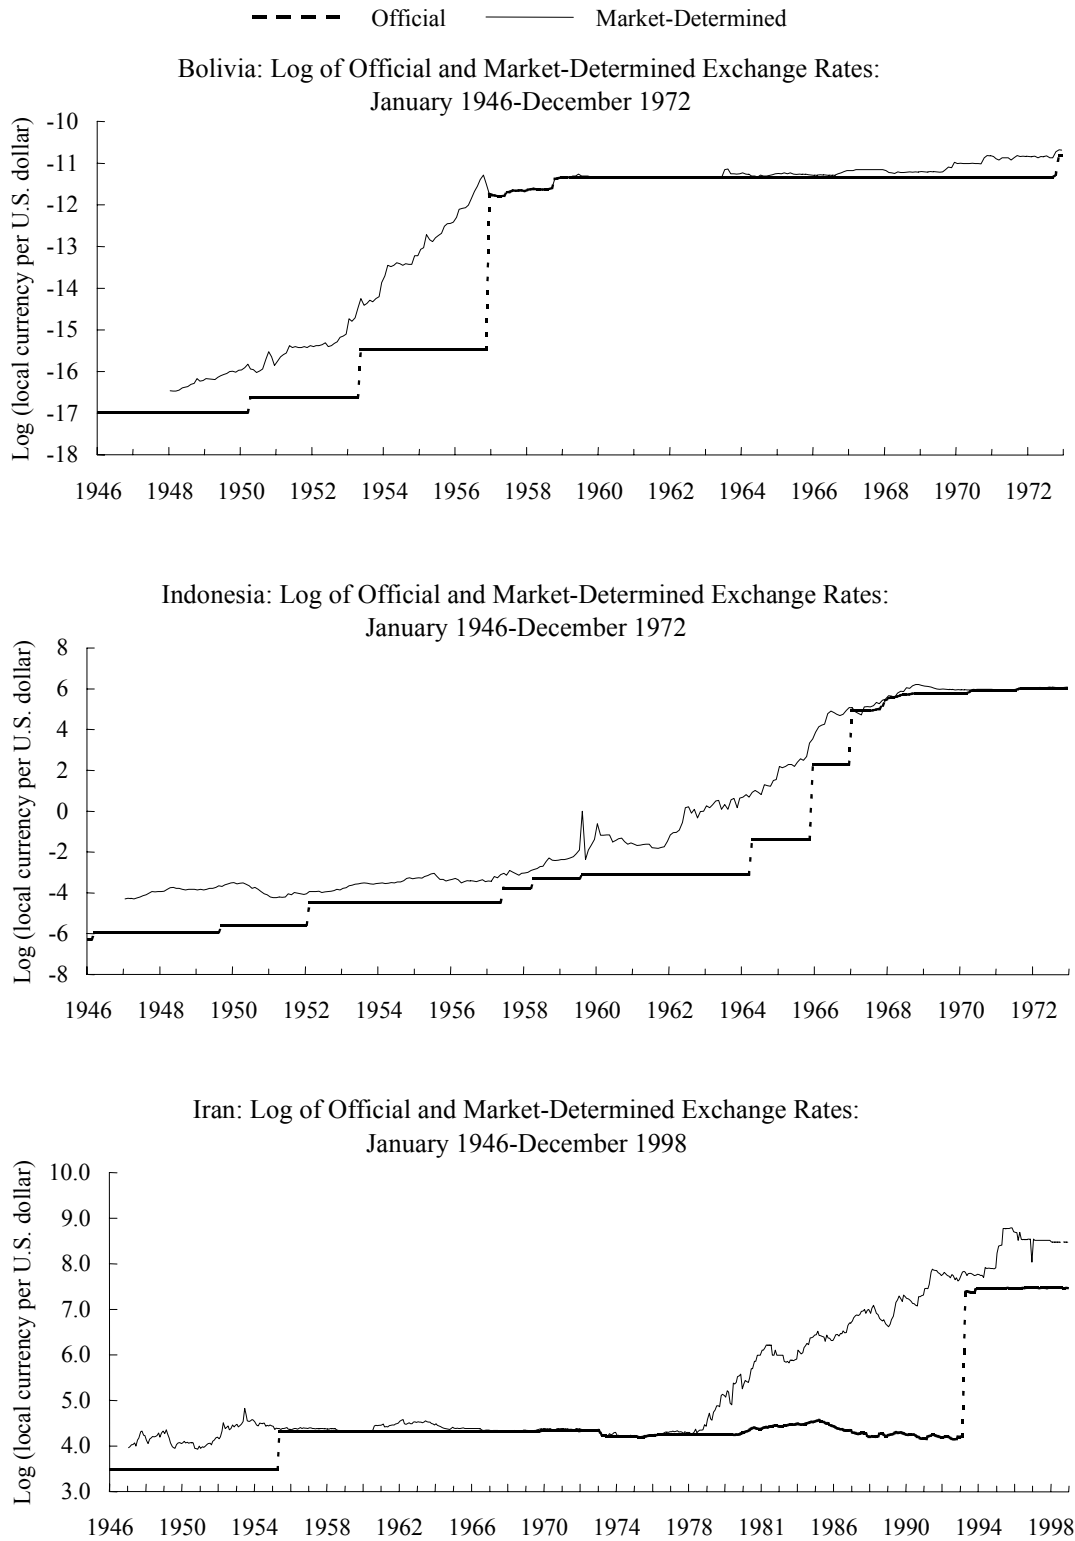 Official Market-Determined
Bolivia: Log of Official and Market-Determined Exchange Rates:
January 1946-December 1972
Log (local currency per U.S. dollar)
-10
-11
-12
-13
-14
-15
-16
-17
-18
1946 1948 1950 1952 1954 1956 1958 1960 1962 1964 1966 1968 1970 1972
Indonesia: Log of Official and Market-Determined Exchange Rates:
January 1946-December 1972
Log (local currency per U.S. dollar)
8
6
4
2
0
-2
-4
-6
-8
1946 1948 1950 1952 1954 1956 1958 1960 1962 1964 1966 1968 1970 1972
Iran: Log of Official and Market-Determined Exchange Rates:
January 1946-December 1998
Log (local currency per U.S. dollar)
10.0
9.0
8.0
7.0
6.0
5.0
4.0
3.0
1946 1950 1954 1958 1962 1966 1970 1974 1978 1981 1986 1990 1994 1998